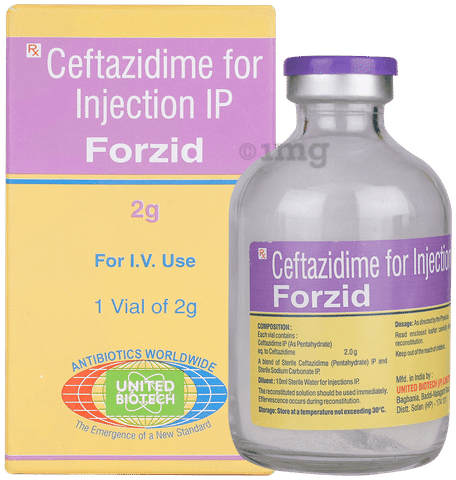 Rx
Ceftazidime for
Injection IP
Forzid
2g
For I.V. Use
1 Vial of 2g
ANTIBIOTICS WORLDWIDE
UNITED
BIOTECH
The Emergence of a New Standard
©1mg
Rx
Ceftazidime for Injection
Forzid
COMPOSITION :
Each vial contains :
Ceftazidime IP (As Pentahydrate)
eq. to Ceftazidime 2.0 g
A blend of Sterile Ceftazidime (Pentahydrate) IP and
Sterile Sodium Carbonate IP.
Diluent : 10ml Sterile Water for Injections IP.
The reconstituted solution should be used immediately.
Effervescence occurs during reconstitution.
Storage: Store at a temperature not exceeding 30°C.
Dosage: As directed by the Physician
Read enclosed leaflet carefully
reconstitution.
Keep out of the reach of children.
Mfd. in India by :
UNITED BIOTECH (P) LIMITED
Bagbania, Baddi-Nalagarh
Distt. Solan (HP) -